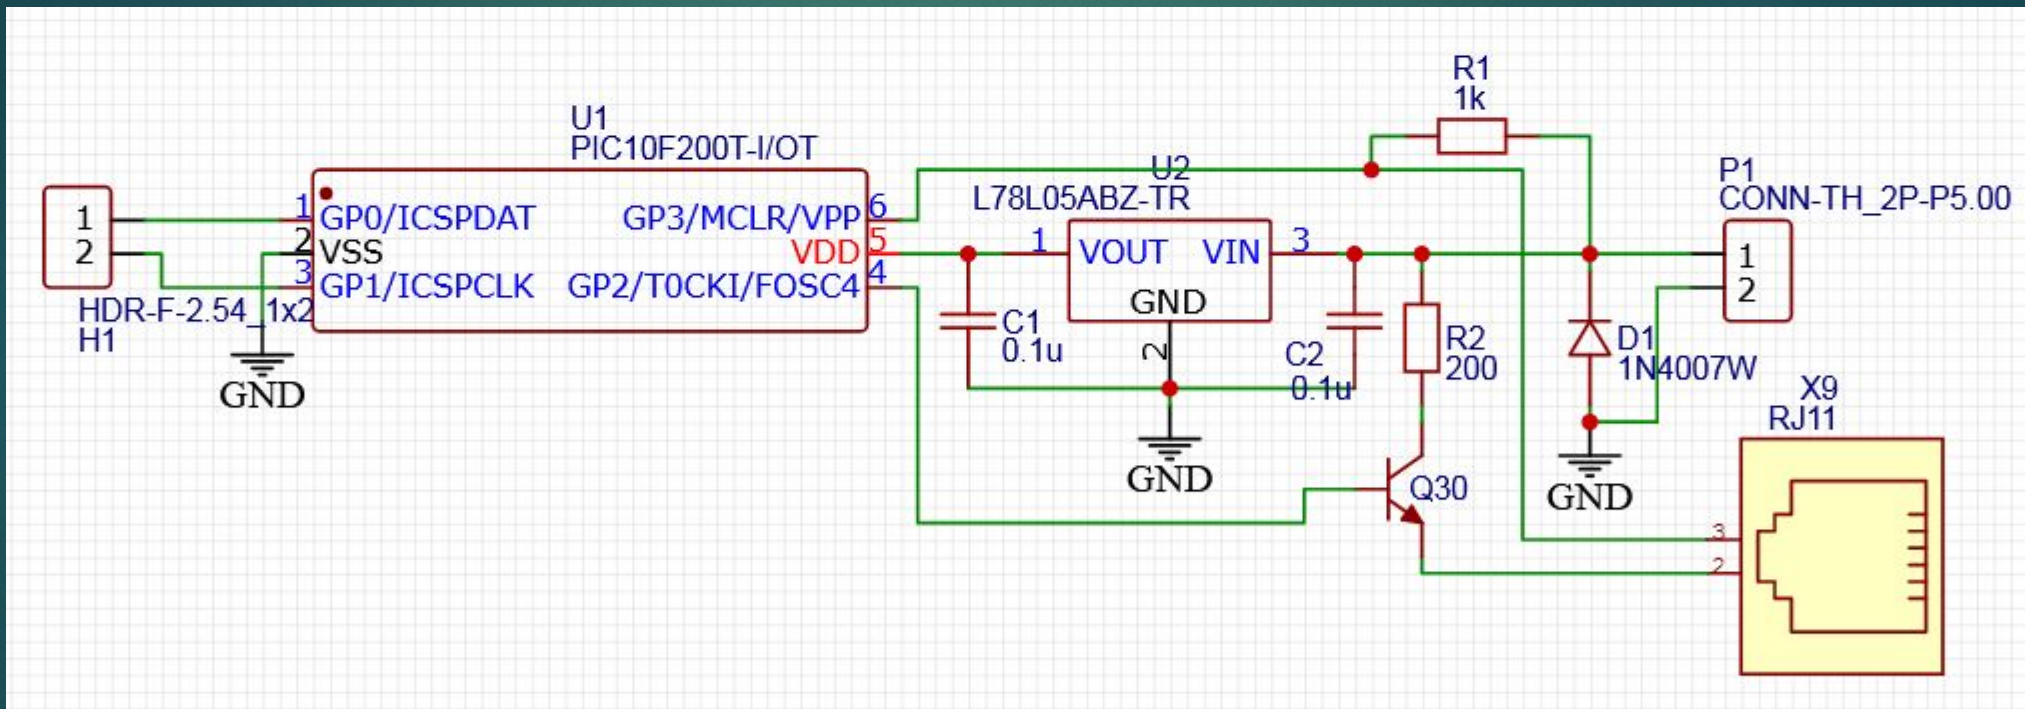 R1
1k
U1
PIC10F200T-I/OT
U2
L78L05ABZ-TR
P1
CONN-TH_2P-P5.00
1
2
1
2
3
GP0/ICSPDAT
VSS
GP1/ICSPCLK
GP3/MCLR/VPP
VDD
GP2/T0CKI/FOSC4
6
5
4
1
VOUT
VIN
3
GND
2
1
2
HDR-F-2.54_1x2
H1
GND
C1
0.1u
C2
0.1u
R2
200
D1
1N4007W
X9
RJ11
GND
Q30
GND
3
2